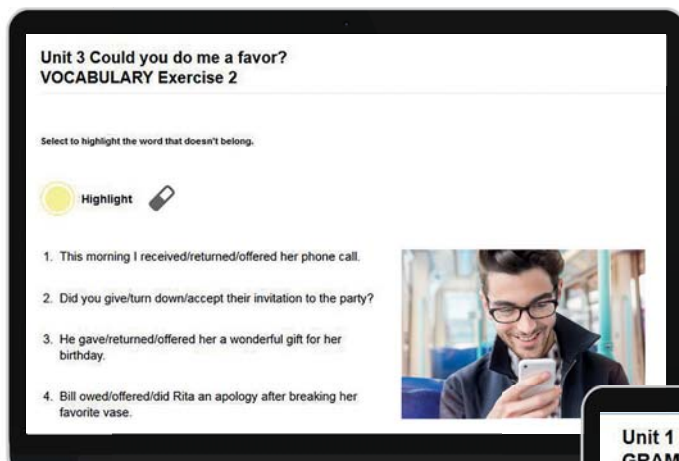 Unit 3 Could you do me a favor?
VOCABULARY Exercise 2
Select to highlight the word that doesn't belong.
Highlight
1. This morning I received/returned/offered her phone call.
2. Did you give/turn down/accept their invitation to the party?
3. He gave/returned/offered her a wonderful gift for her
birthday.
4. Bill owed/offered/did Rita an apology after breaking her
favorite vase.
Unit 1